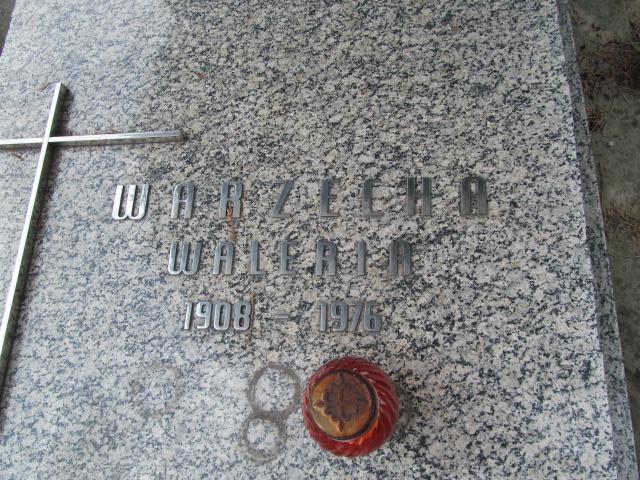 WARZECHA
WALERIA
1908 - 1976